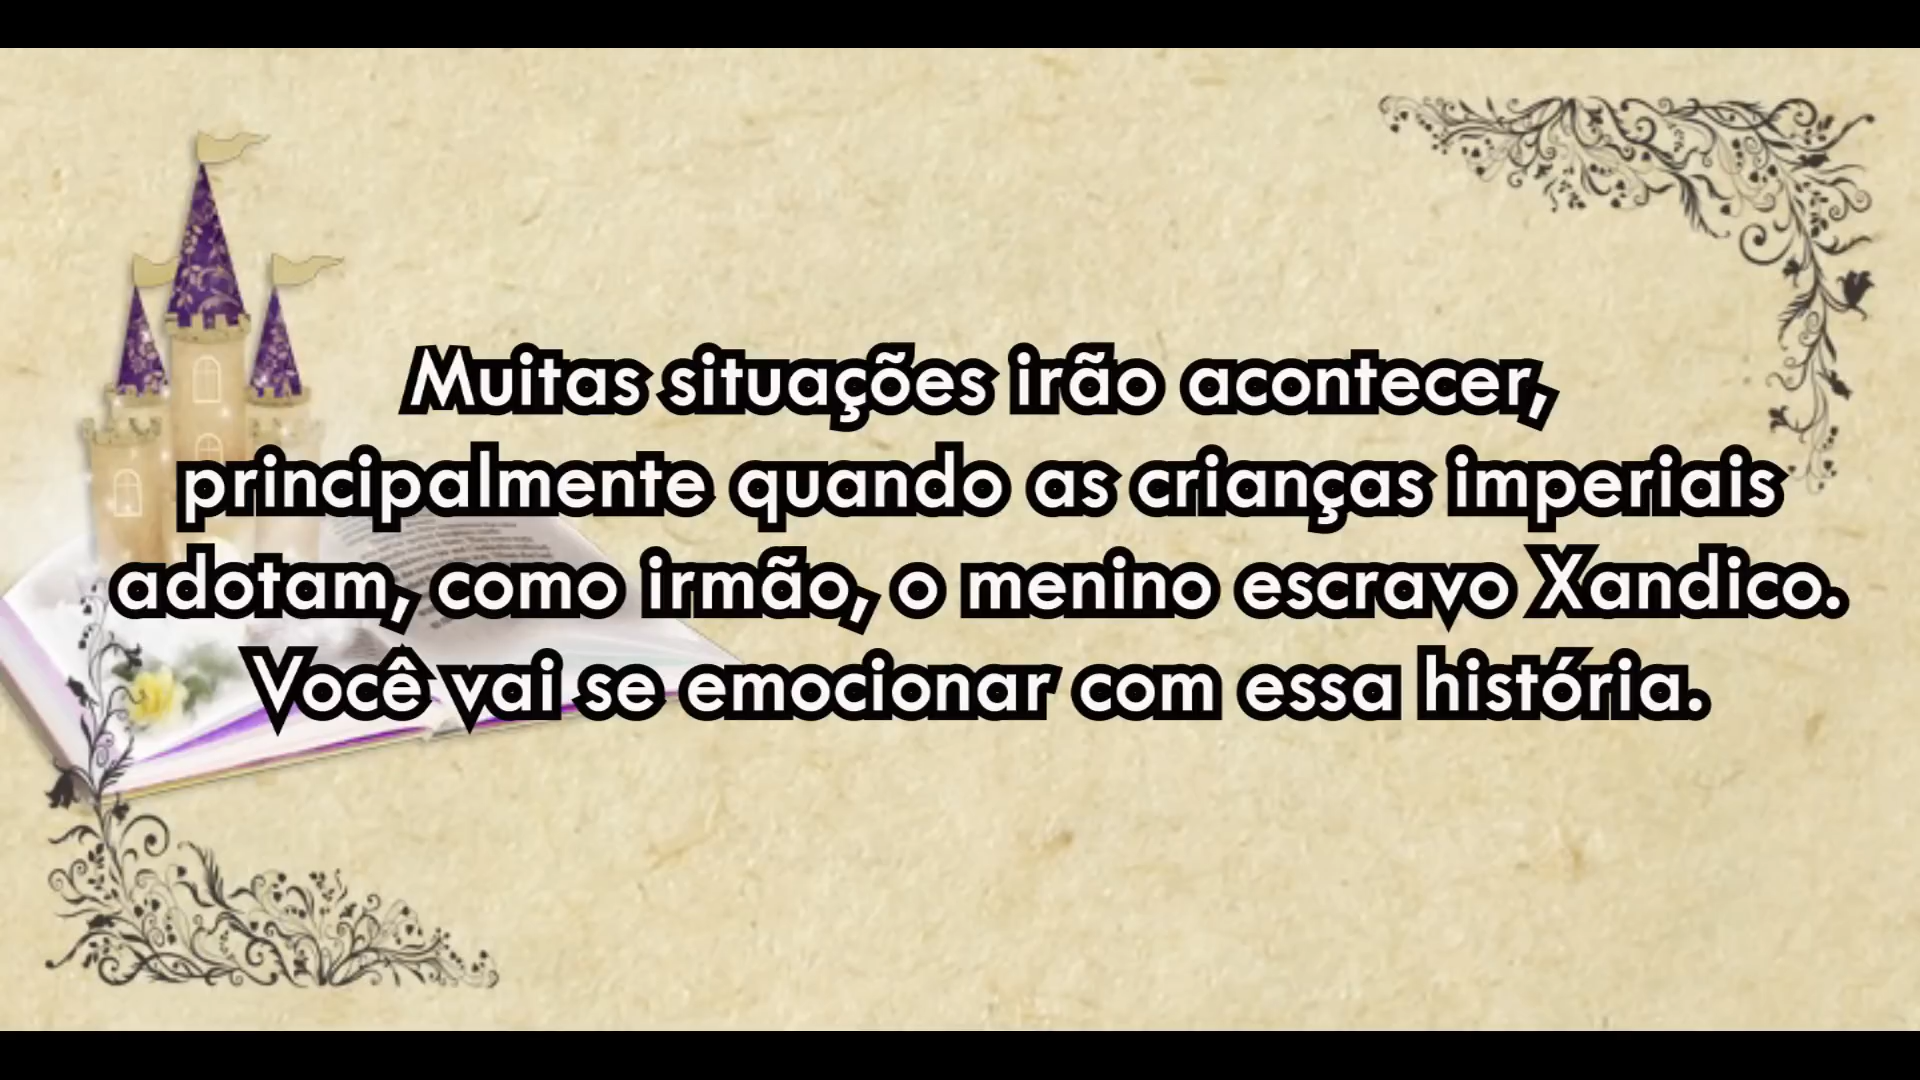 Muitas situações irão acontecer,
principalmente quando as crianças imperiais
adotam, como irmão, o menino escravo Xandico.
Você vai se emocionar com essa história.